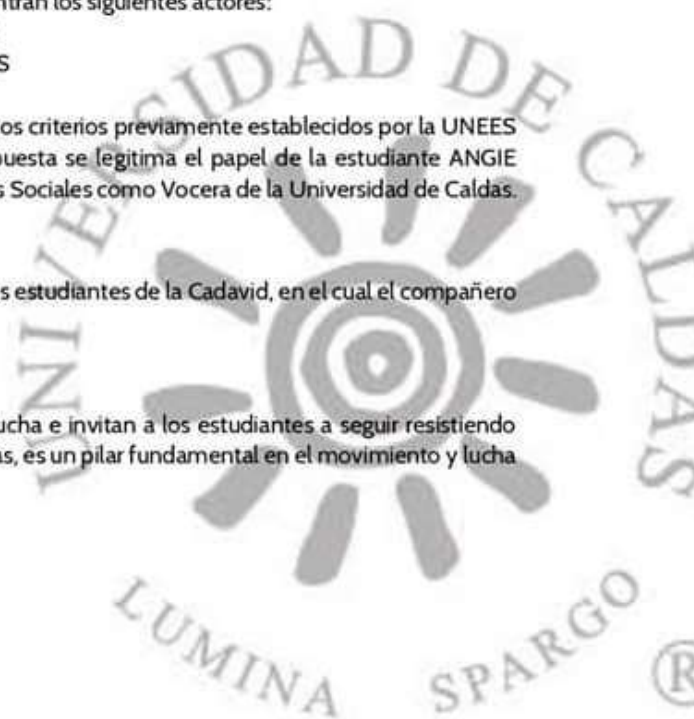 ntran los siguientes actores:
S
os criterios previamente establecidos por la UNEES
uesta se legitima el papel de la estudiante ANGIE
s Sociales como Vocera de la Universidad de Caldas.
s estudiantes de la Cadavid, en el cual el compañero
ucha e invitan a los estudiantes a seguir resistiendo
as, es un pilar fundamental en el movimiento y lucha
UNIVERSIDAD DE CALDAS
LUMINA SPARGO
®